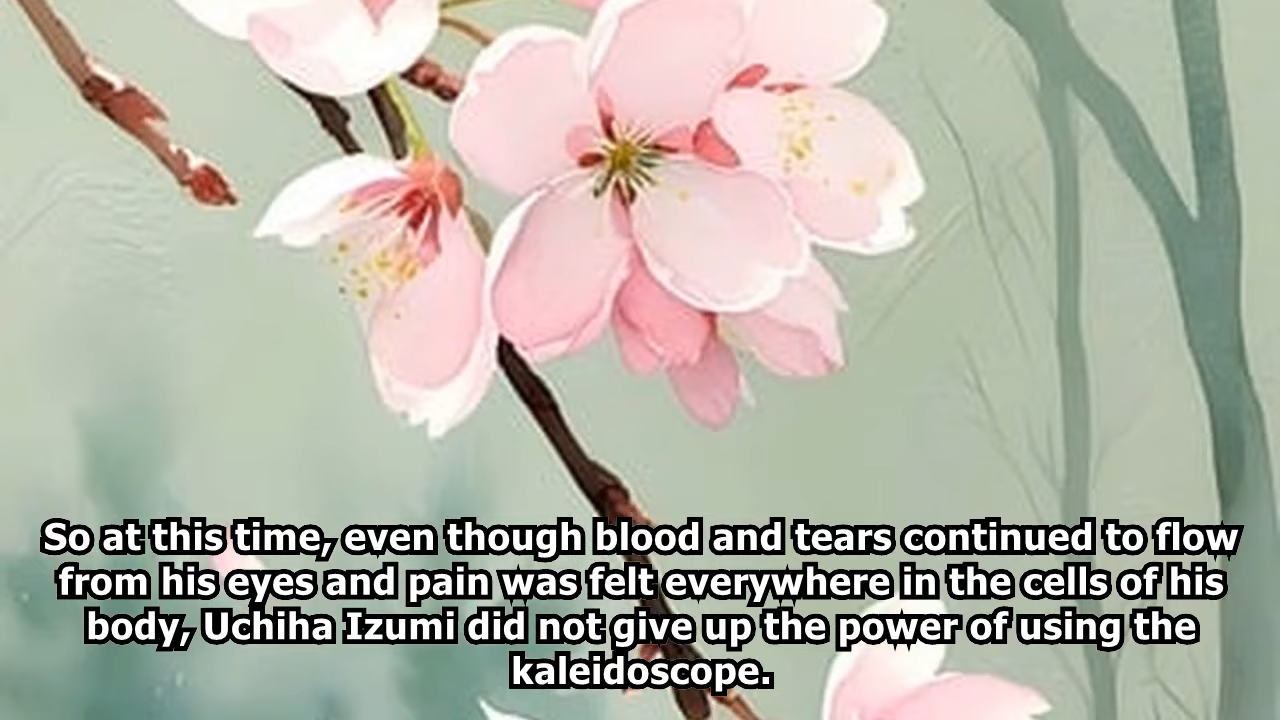 So at this time, even though blood and tears continued to flow
from his eyes and pain was felt everywhere in the cells of his
body, Uchiha Izumi did not give up the power of using the
kaleidoscope.